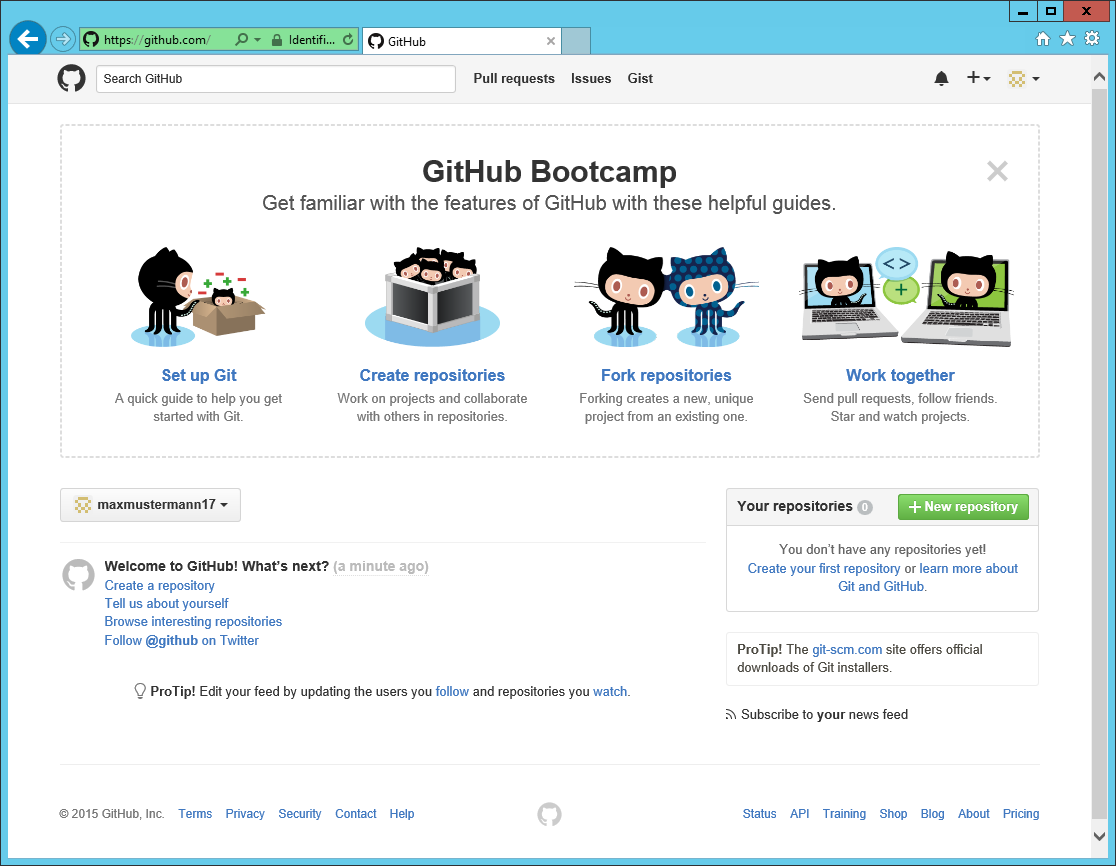 https://github.com/
Identifi...
GitHub
Search GitHub
Pull requests
Issues
Gist
GitHub Bootcamp
Get familiar with the features of GitHub with these helpful guides.
<>
Set up Git
A quick guide to help you get
started with Git.
Create repositories
Work on projects and collaborate
with others in repositories.
Fork repositories
Forking creates a new, unique
project from an existing one.
Work together
Send pull requests, follow friends.
Star and watch projects.
maxmustermann17
Welcome to GitHub! What's next? (a minute ago)
Create a repository
Tell us about yourself
Browse interesting repositories
Follow @github on Twitter
ProTip! Edit your feed by updating the users you follow and repositories you watch.
Your repositories 0
New repository
You don't have any repositories yet!
Create your first repository or learn more about
Git and GitHub.
ProTip! The git-scm.com site offers official
downloads of Git installers.
Subscribe to your news feed
© 2015 GitHub, Inc. Terms Privacy Security Contact Help
Status API Training Shop Blog About Pricing